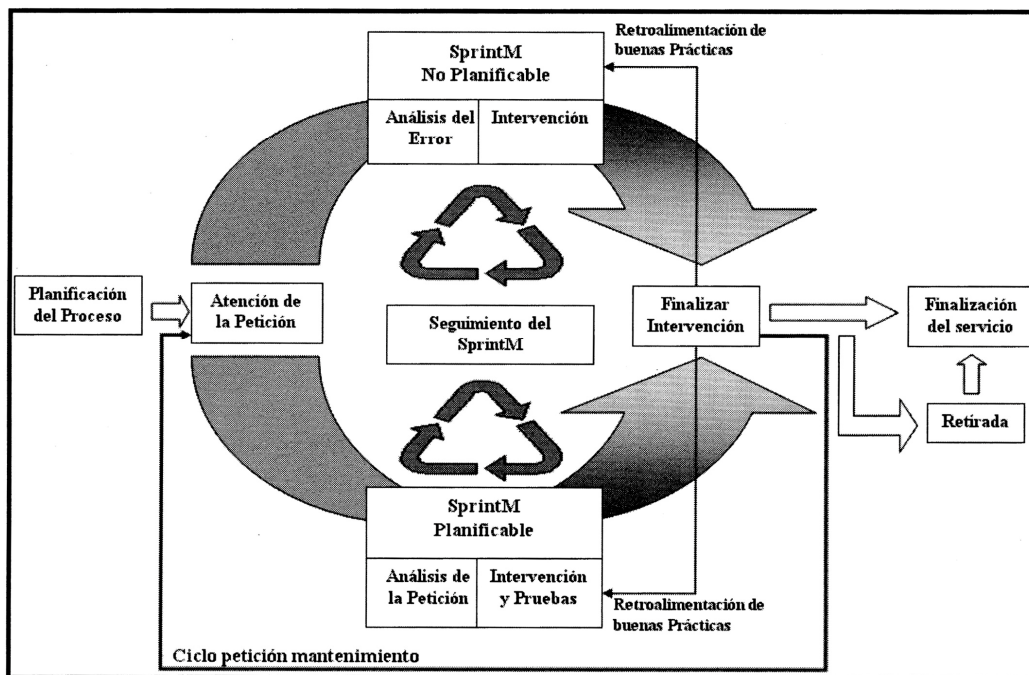 Retroalimentación de
buenas Prácticas
SprintM
No Planificable
Análisis del
Error
Intervención
Planificación
del Proceso
Atención de
la Petición
Seguimiento del
SprintM
Finalizar
Intervención
Finalización
del servicio
Retirada
SprintM
Planificable
Análisis de
la Petición
Intervención
y Pruebas
Retroalimentación de
buenas Prácticas
Ciclo petición mantenimiento